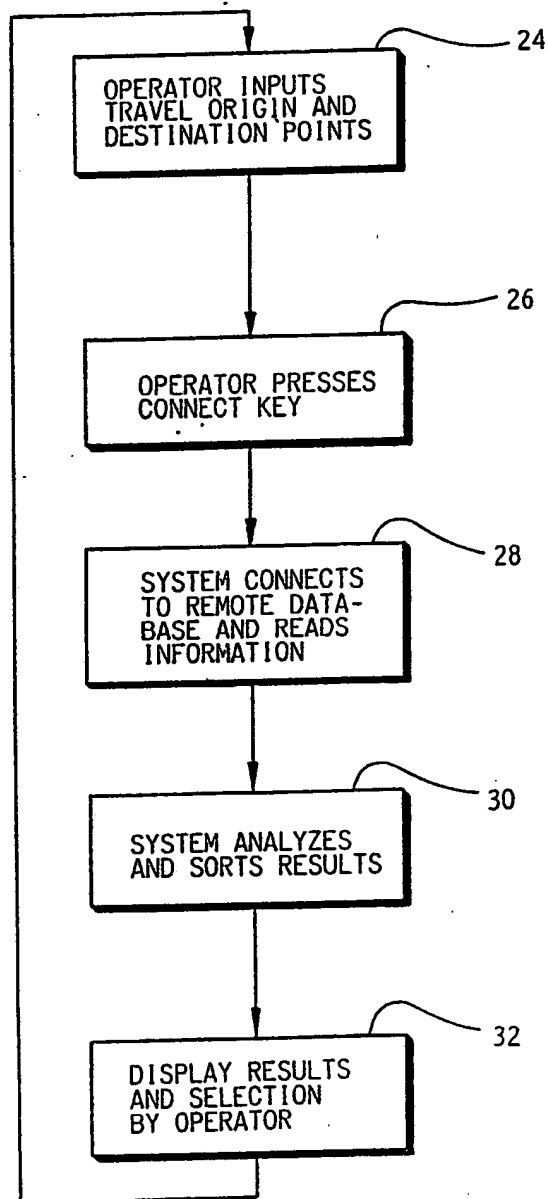 24
OPERATOR INPUTS
TRAVEL ORIGIN AND
DESTINATION POINTS
26
OPERATOR PRESSES
CONNECT KEY
28
SYSTEM CONNECTS
TO REMOTE DATA-
BASE AND READS
INFORMATION
30
SYSTEM ANALYZES
AND SORTS RESULTS
32
DISPLAY RESULTS
AND SELECTION
BY OPERATOR